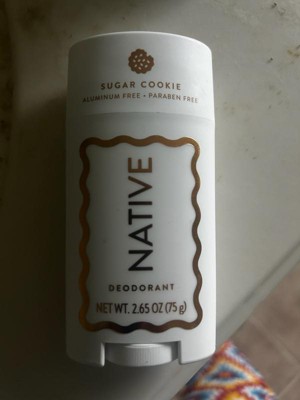 SUGAR COOKIE
ALUMINUM FREE • PARABEN FREE
NATIVE
DEODORANT
NET WT. 2.65 OZ (75 g)